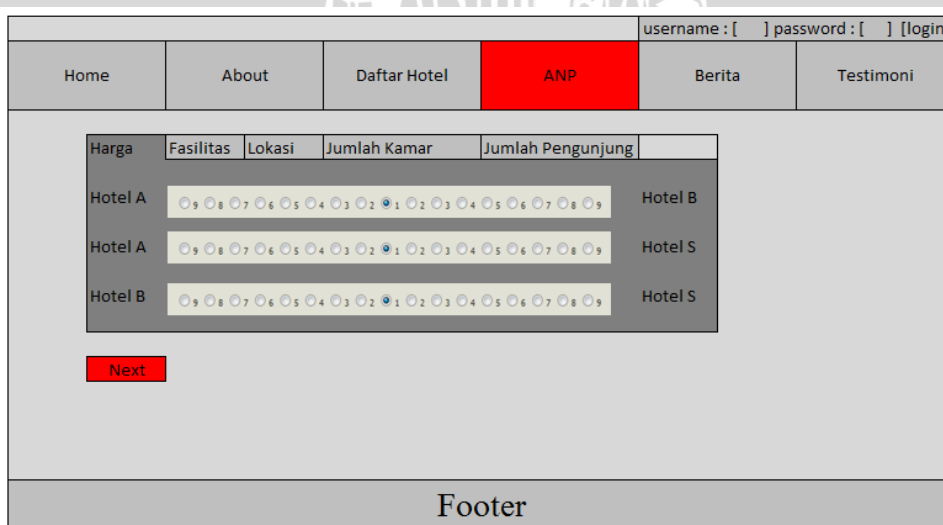 username : [ ] password : [ ] [login
Home About Daftar Hotel ANP Berita Testimoni
Harga Fasilitas Lokasi Jumlah Kamar Jumlah Pengunjung
Hotel A 9 8 7 6 5 4 3 2 1 2 3 4 5 6 7 8 9 Hotel B
Hotel A 9 8 7 6 5 4 3 2 1 2 3 4 5 6 7 8 9 Hotel S
Hotel B 9 8 7 6 5 4 3 2 1 2 3 4 5 6 7 8 9 Hotel S
Next
Footer